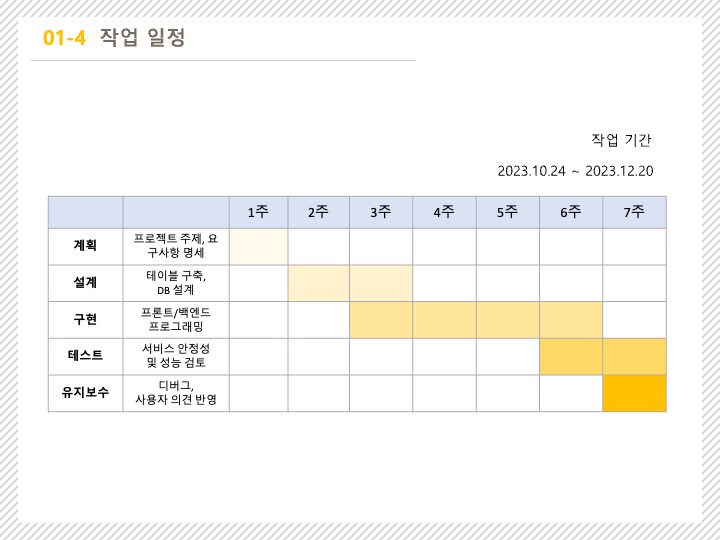 01-4 작업 일정
작업 기간
2023.10.24 ~ 2023.12.20
1주 2주 3주 4주 5주 6주 7주
계획
프로젝트 주제, 요
구사항 명세
설계
테이블 구축,
DB 설계
구현
프론트/백엔드
프로그래밍
테스트
서비스 안정성
및 성능 검토
유지보수
디버그,
사용자 의견 반영